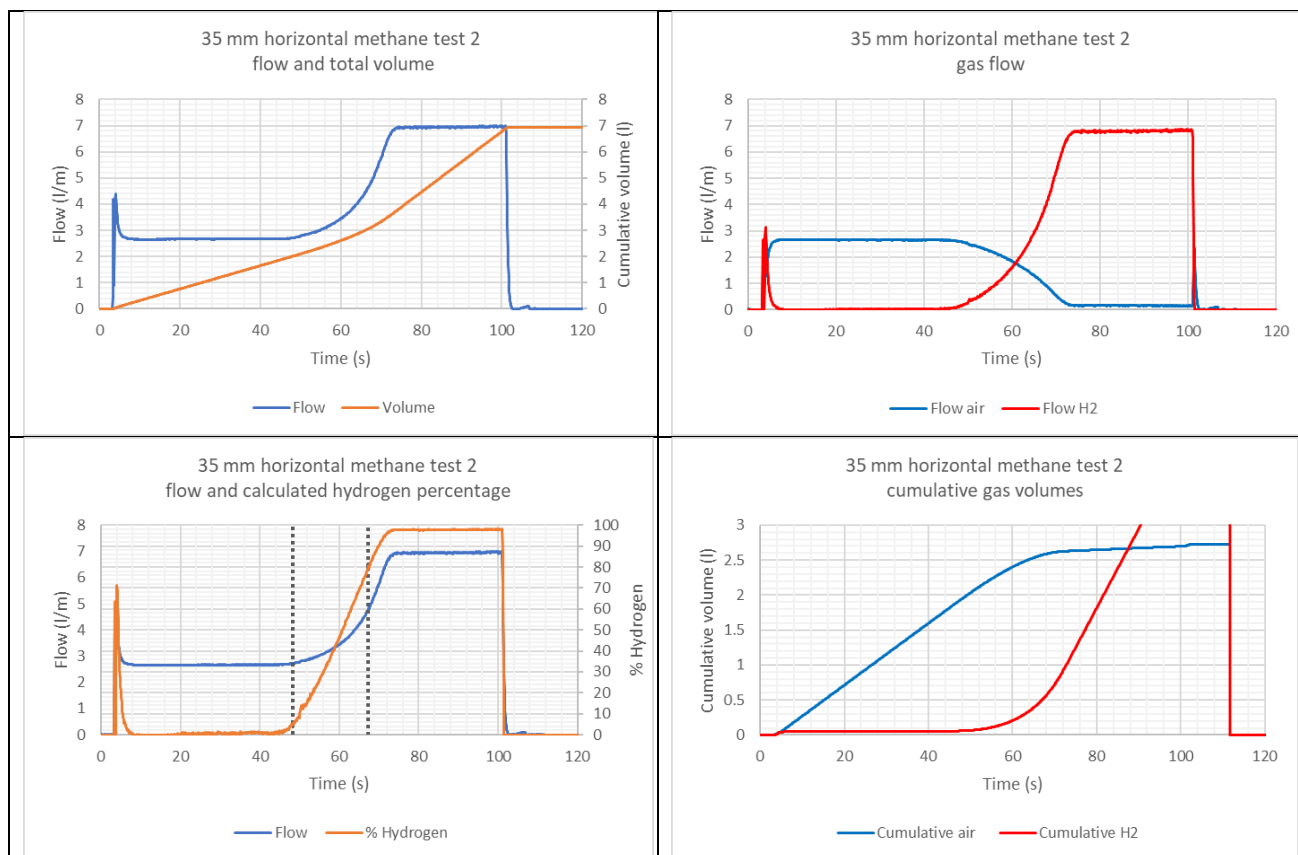 35 mm horizontal methane test 2
flow and total volume
8
7
6
5
4
3
2
1
0
Flow (l/m)
8
7
6
5
4
3
2
1
0
Cumulative volume (l)
0 20 40 60 80 100 120
Time (s)
Flow Volume
35 mm horizontal methane test 2
gas flow
8
7
6
5
4
3
2
1
0
Flow (l/m)
0 20 40 60 80 100 120
Time (s)
Flow air Flow H2
35 mm horizontal methane test 2
flow and calculated hydrogen percentage
8
7
6
5
4
3
2
1
0
Flow (l/m)
100
90
80
70
60
50
40
30
20
10
0
% Hydrogen
0 20 40 60 80 100 120
Time (s)
Flow % Hydrogen
35 mm horizontal methane test 2
cumulative gas volumes
3
2.5
2
1.5
1
0.5
0
Cumulative volume (l)
0 20 40 60 80 100 120
Time (s)
Cumulative air Cumulative H2